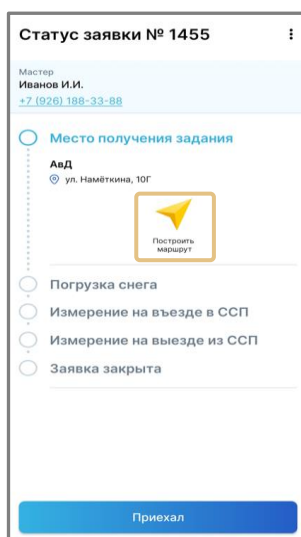 Статус заявки № 1455
Мастер
Иванов И.И.
+7 (926) 188-33-88
Место получения задания
АвД
ул. Намёткина, 10Г
Построить
маршрут
Погрузка снега
Измерение на въезде в ССП
Измерение на выезде из ССП
Заявка закрыта
Приехал